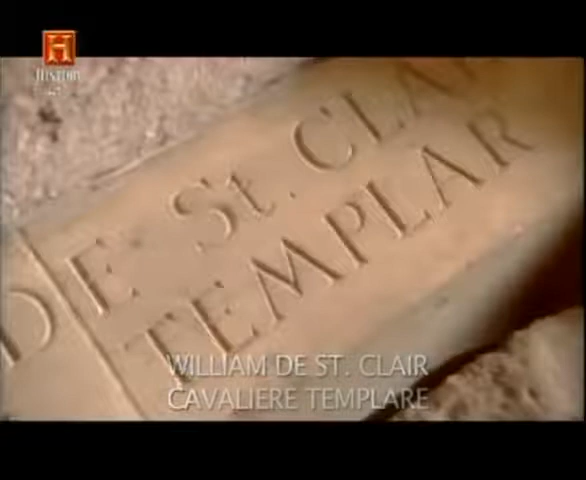 H
HISTORY
DE St. CLAI
TEMPLAR
D
WILLIAM DE ST. CLAIR
CAVALIERE TEMPLARE